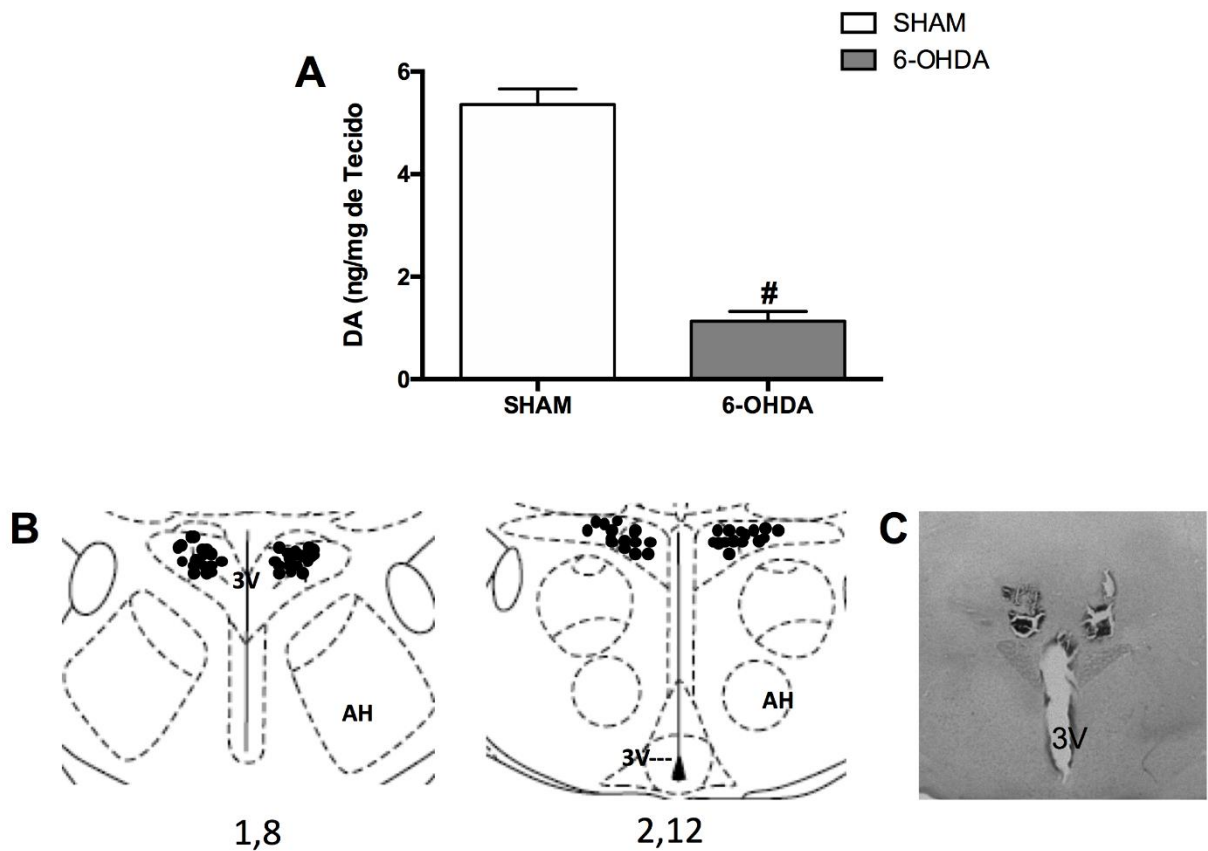 SHAM
6-OHDA
A
6
4
2
0
DA (ng/mg de Tecido
#
SHAM
6-OHDA
B
3V
AH
1,8
3V---
AH
2,12
C
3V